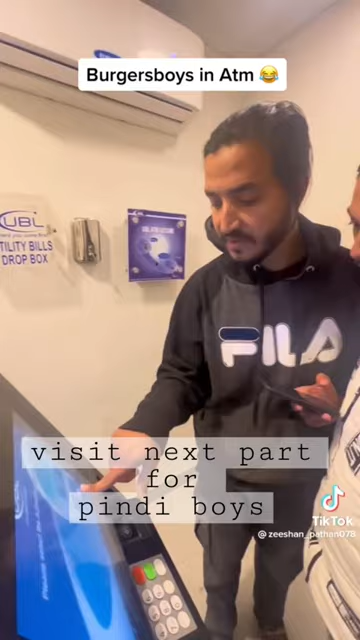 Burgersboys in Atm 😂
UBL
UTILITY BILLS
DROP BOX
FILA
visit next part
for
pindi boys
TikTok
@zeeshan_pathan078